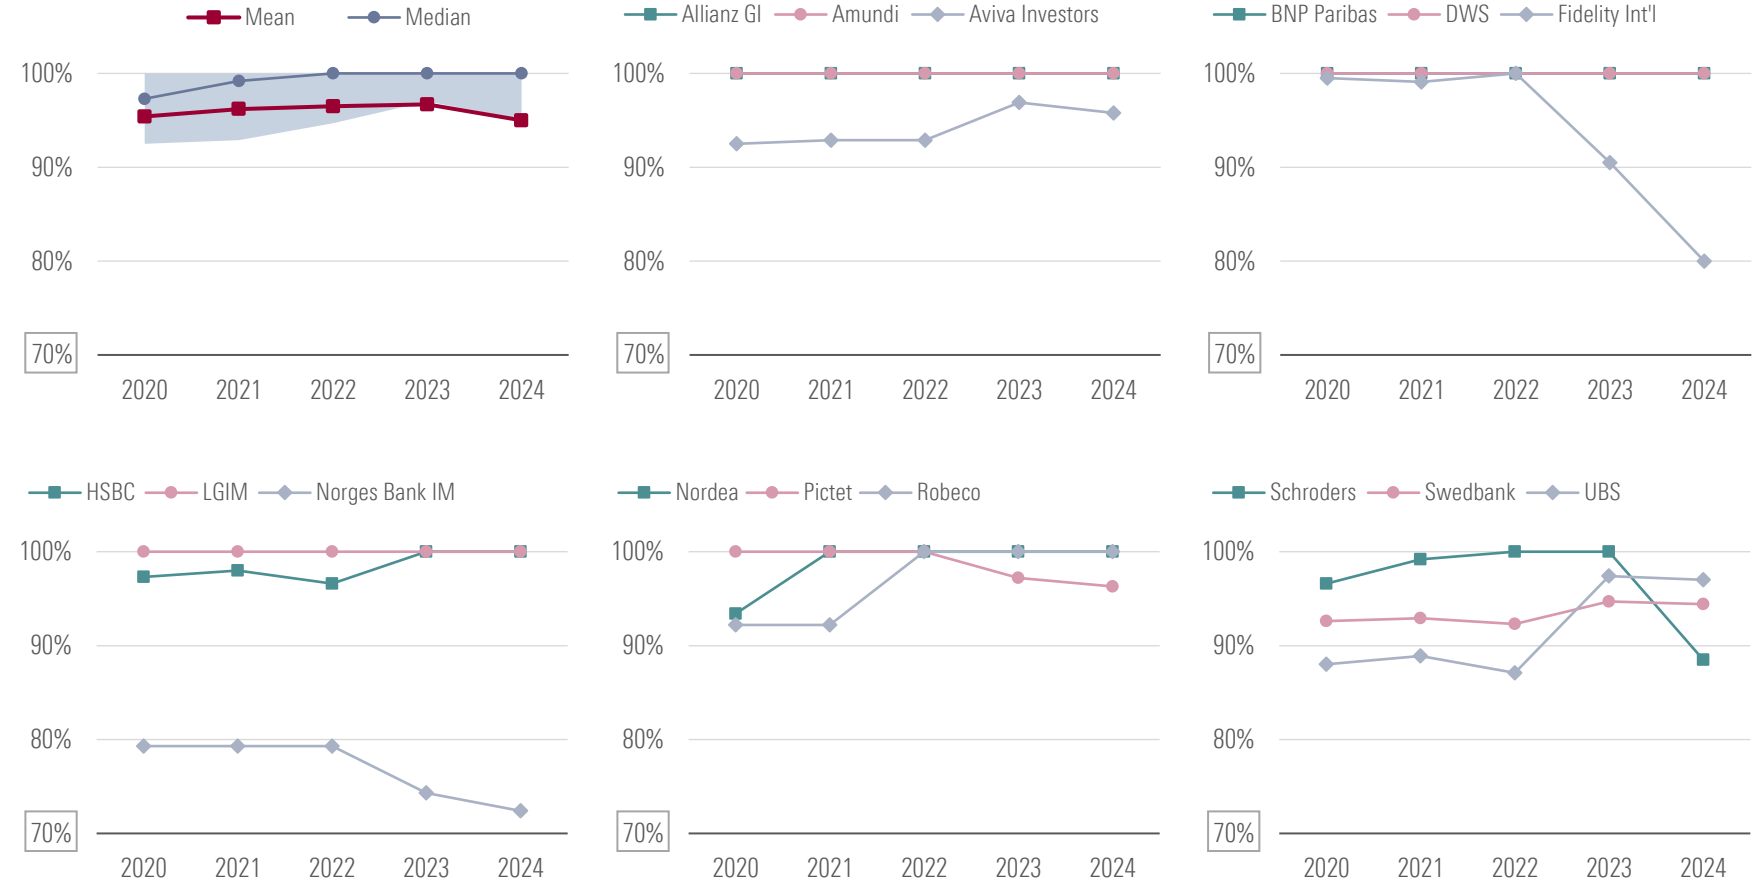 Mean Median
100%
90%
80%
70%
2020 2021 2022 2023 2024
Allianz GI Amundi Aviva Investors
100%
90%
80%
70%
2020 2021 2022 2023 2024
BNP Paribas DWS Fidelity Int'l
100%
90%
80%
70%
2020 2021 2022 2023 2024
HSBC LGIM Norges Bank IM
100%
90%
80%
70%
2020 2021 2022 2023 2024
Nordea Pictet Robeco
100%
90%
80%
70%
2020 2021 2022 2023 2024
Schroders Swedbank UBS
100%
90%
80%
70%
2020 2021 2022 2023 2024